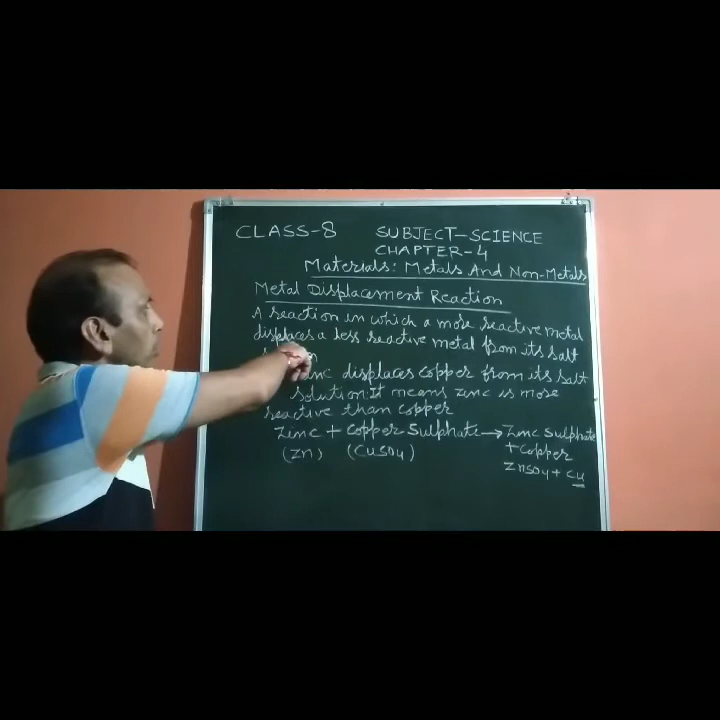 CLASS-8 SUBJECT-SCIENCE
CHAPTER-4
Materials: Metals And Non-Metals
Metal Displacement Reaction
A reaction in which a more reactive metal
displaces a less reactive metal from its salt
displaces copper from its salt
solution. It means zinc is more
reactive than copper
Zinc + Copper Sulphate → Zinc Sulphate
+ Copper
(Zn) (CuSO4)
ZnSO4 + Cu